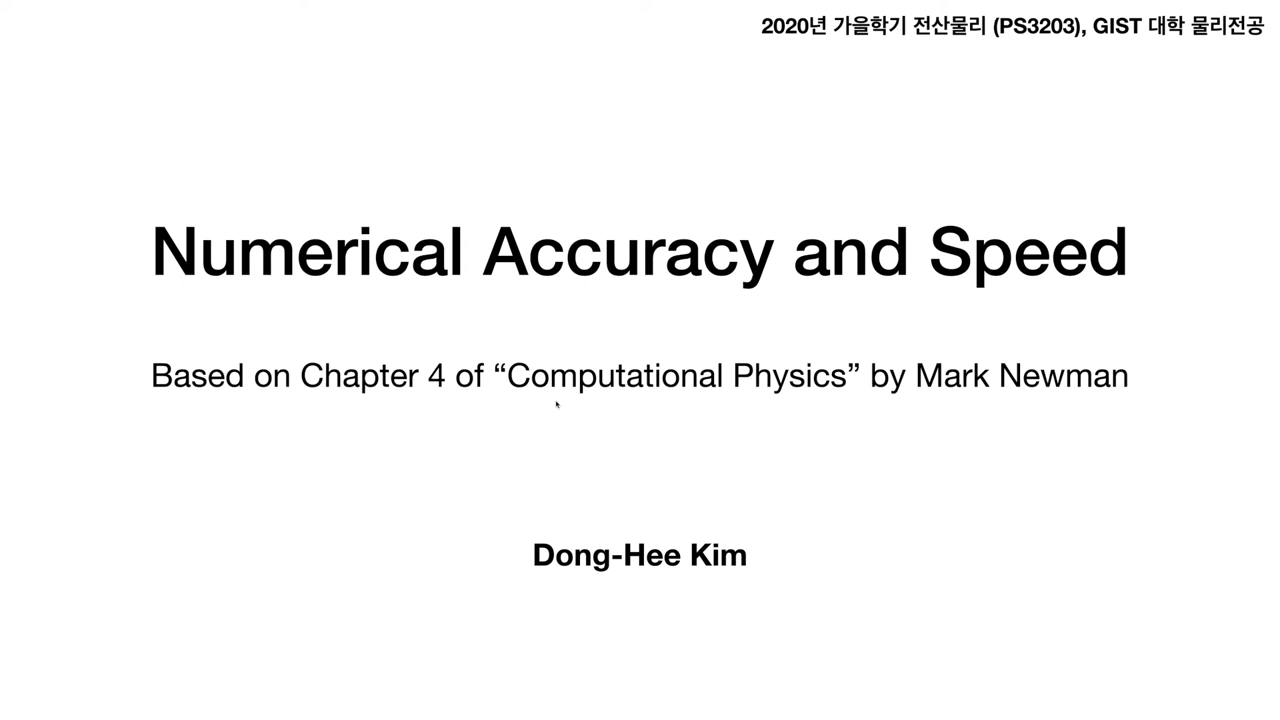 2020년 가을학기 전산물리 (PS3203), GIST 대학 물리전공
Numerical Accuracy and Speed
Based on Chapter 4 of “Computational Physics” by Mark Newman
Dong-Hee Kim